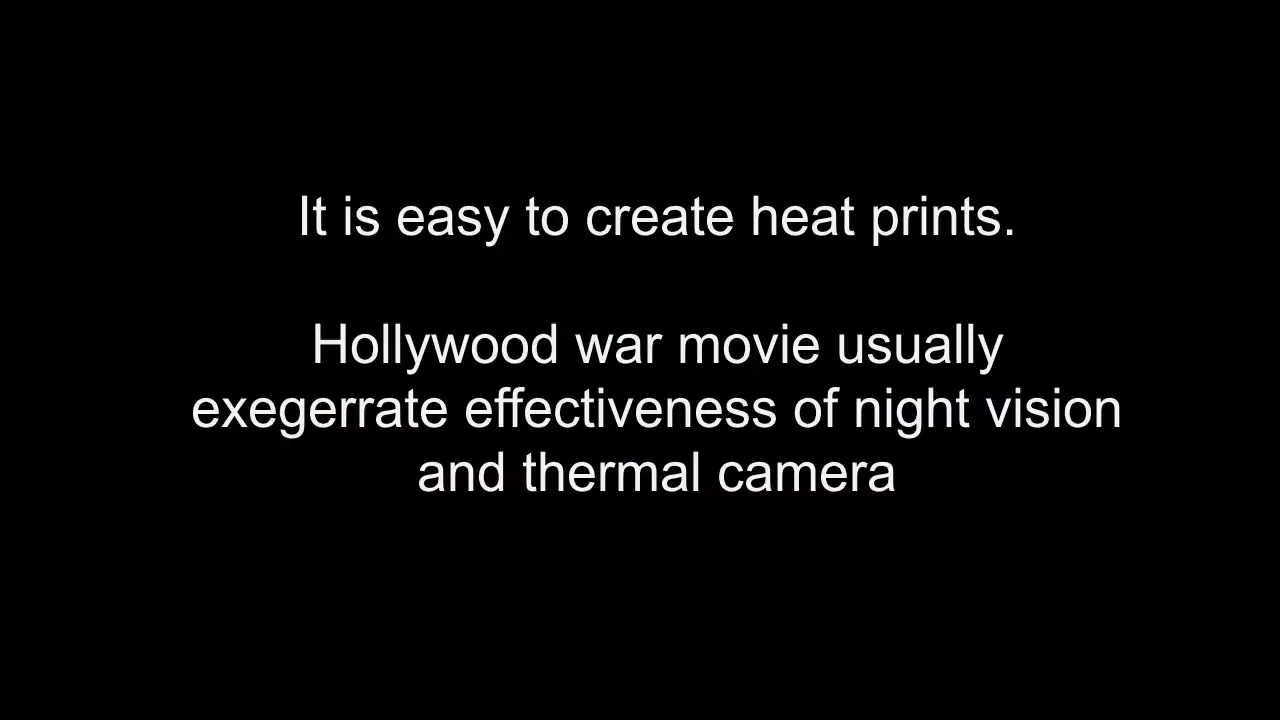 It is easy to create heat prints.
Hollywood war movie usually
exegerrate effectiveness of night vision
and thermal camera